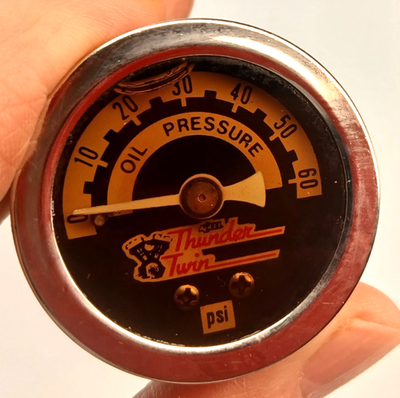 0 10 20 30 40 50 60
OIL PRESSURE
Thunder
Twin
psi